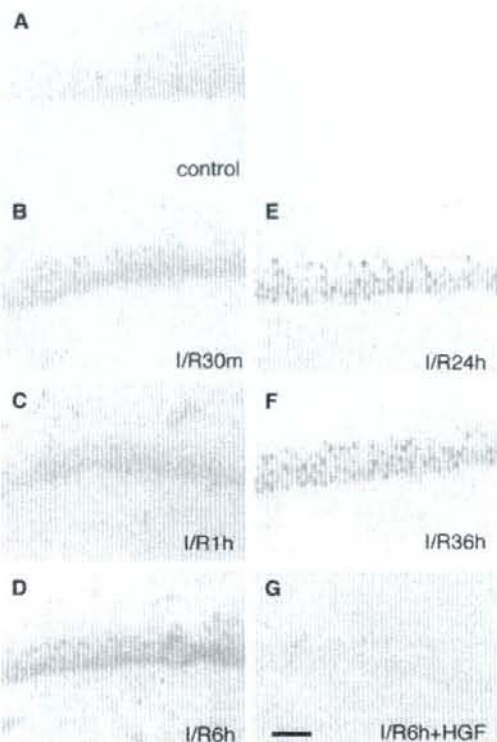 A
control
B
I/R30m
E
I/R24h
C
I/R1h
F
I/R36h
D
I/R6h
G
I/R6h+HGF